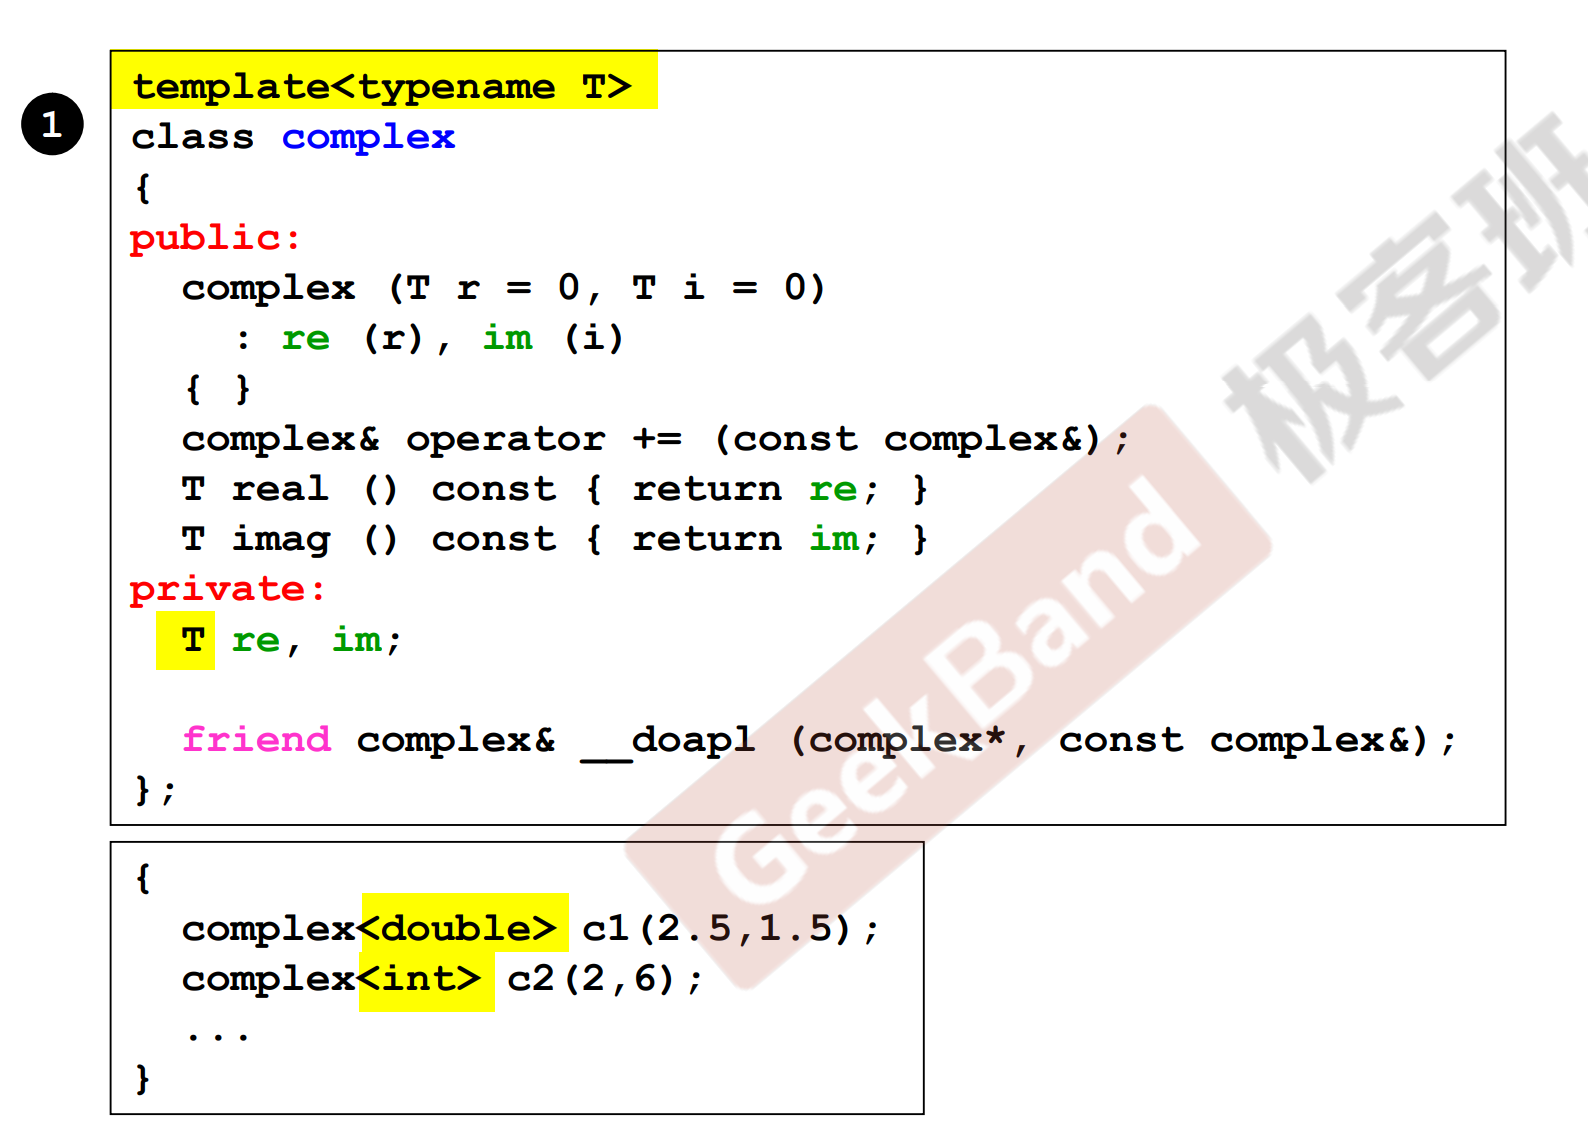 1
template<typename T>
class complex
{
public:
  complex (T r = 0, T i = 0)
    : re (r), im (i)
  { }
  complex& operator += (const complex&);
  T real () const { return re; }
  T imag () const { return im; }
private:
  T re, im;

  friend complex& __doapl (complex*, const complex&);
};
{
  complex<double> c1(2.5,1.5);
  complex<int> c2(2,6);
  ...
}
GeekBand 极客班